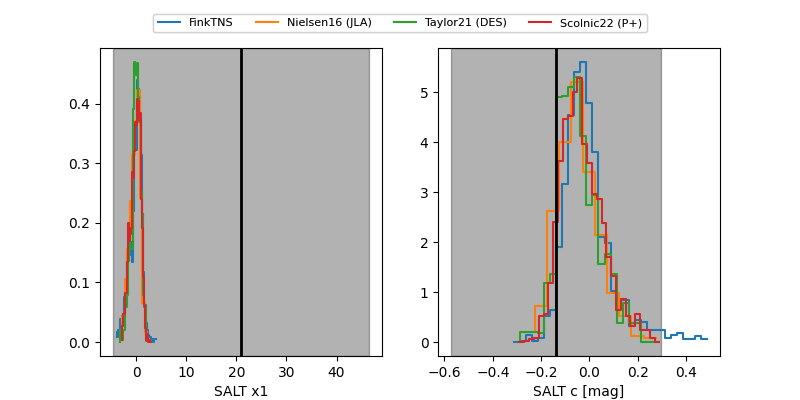 FinkTNS Nielsen16 (JLA) Taylor21 (DES) Scolnic22 (P+)
0.4
0.3
0.2
0.1
0.0
0 10 20 30 40
SALT x1
5
4
3
2
1
0
−0.6 −0.4 −0.2 0.0 0.2 0.4
SALT c [mag]